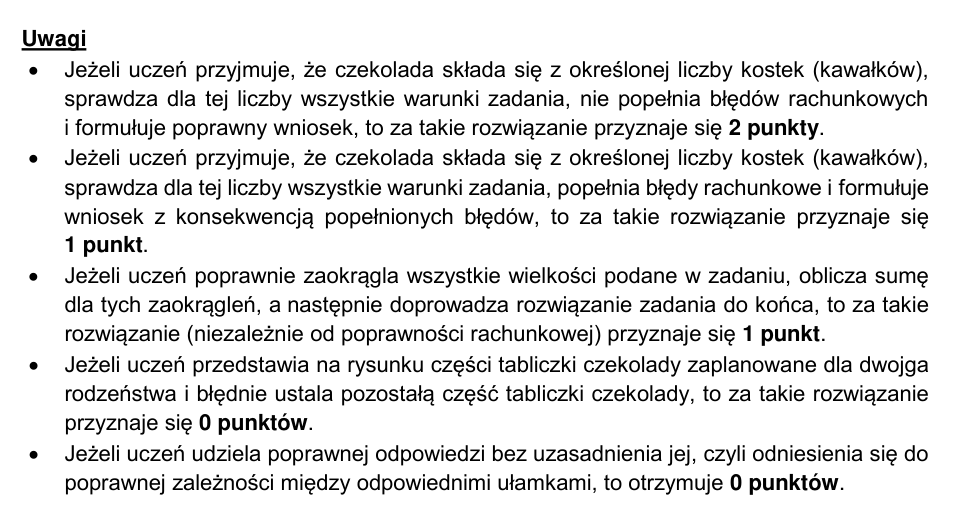 Uwagi
• Jeżeli uczeń przyjmuje, że czekolada składa się z określonej liczby kostek (kawałków),
sprawdza dla tej liczby wszystkie warunki zadania, nie popełnia błędów rachunkowych
i formułuje poprawny wniosek, to za takie rozwiązanie przyznaje się 2 punkty.
• Jeżeli uczeń przyjmuje, że czekolada składa się z określonej liczby kostek (kawałków),
sprawdza dla tej liczby wszystkie warunki zadania, popełnia błędy rachunkowe i formułuje
wniosek z konsekwencją popełnionych błędów, to za takie rozwiązanie przyznaje się
1 punkt.
• Jeżeli uczeń poprawnie zaokrągla wszystkie wielkości podane w zadaniu, oblicza sumę
dla tych zaokrągleń, a następnie doprowadza rozwiązanie zadania do końca, to za takie
rozwiązanie (niezależnie od poprawności rachunkowej) przyznaje się 1 punkt.
• Jeżeli uczeń przedstawia na rysunku części tabliczki czekolady zaplanowane dla dwojga
rodzeństwa i błędnie ustala pozostałą część tabliczki czekolady, to za takie rozwiązanie
przyznaje się 0 punktów.
• Jeżeli uczeń udziela poprawnej odpowiedzi bez uzasadnienia jej, czyli odniesienia się do
poprawnej zależności między odpowiednimi ułamkami, to otrzymuje 0 punktów.